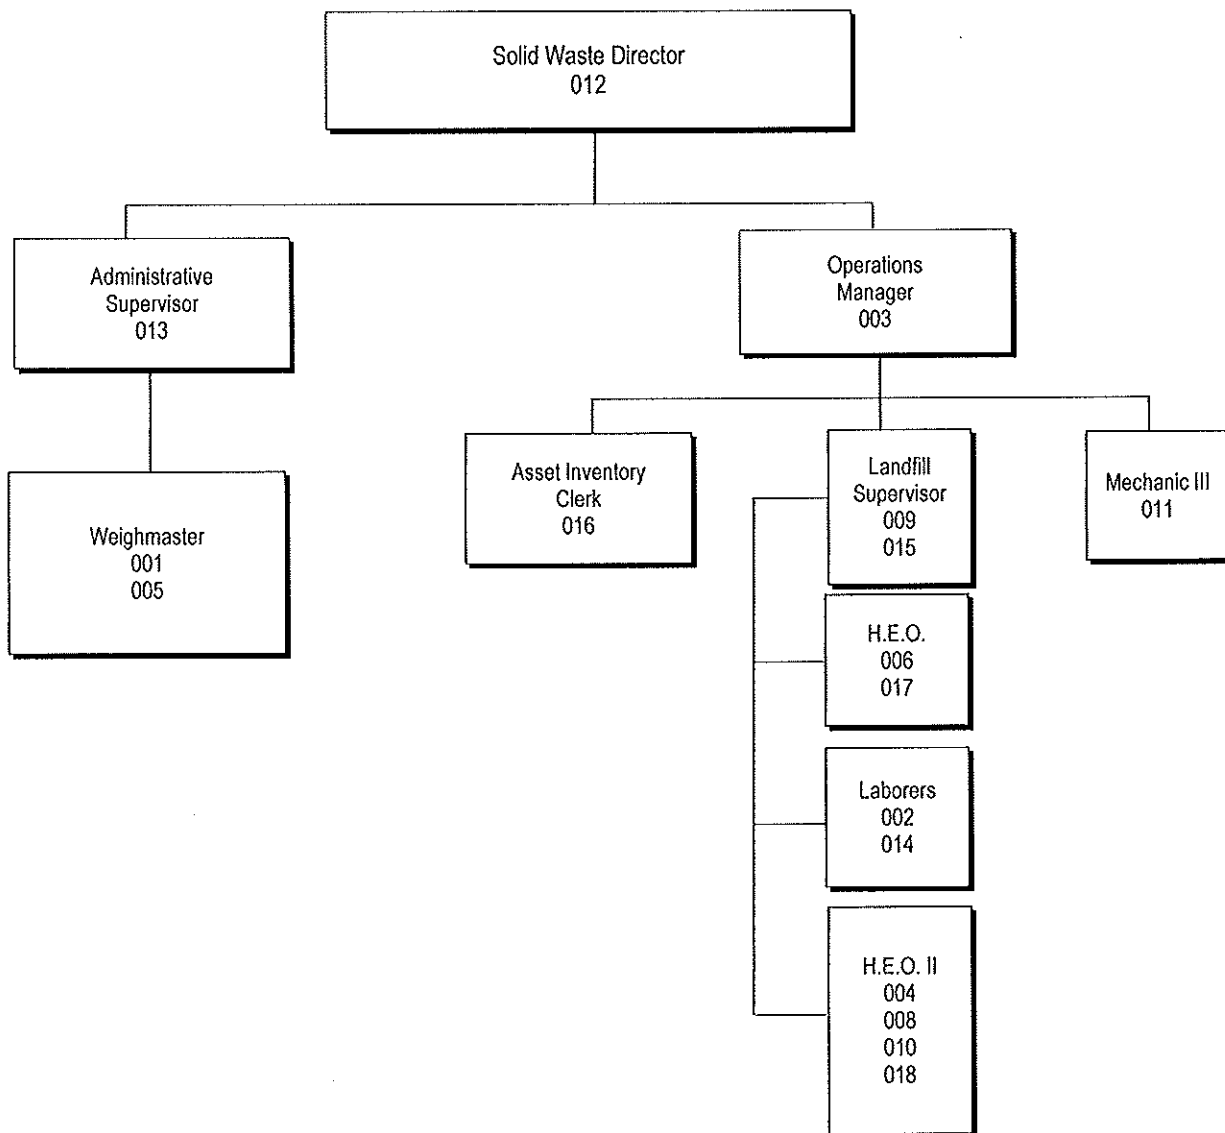 Solid Waste Director
012
Administrative
Supervisor
013
Operations
Manager
003
Weighmaster
001
005
Asset Inventory
Clerk
016
Landfill
Supervisor
009
015
Mechanic III
011
H.E.O.
006
017
Laborers
002
014
H.E.O. II
004
008
010
018